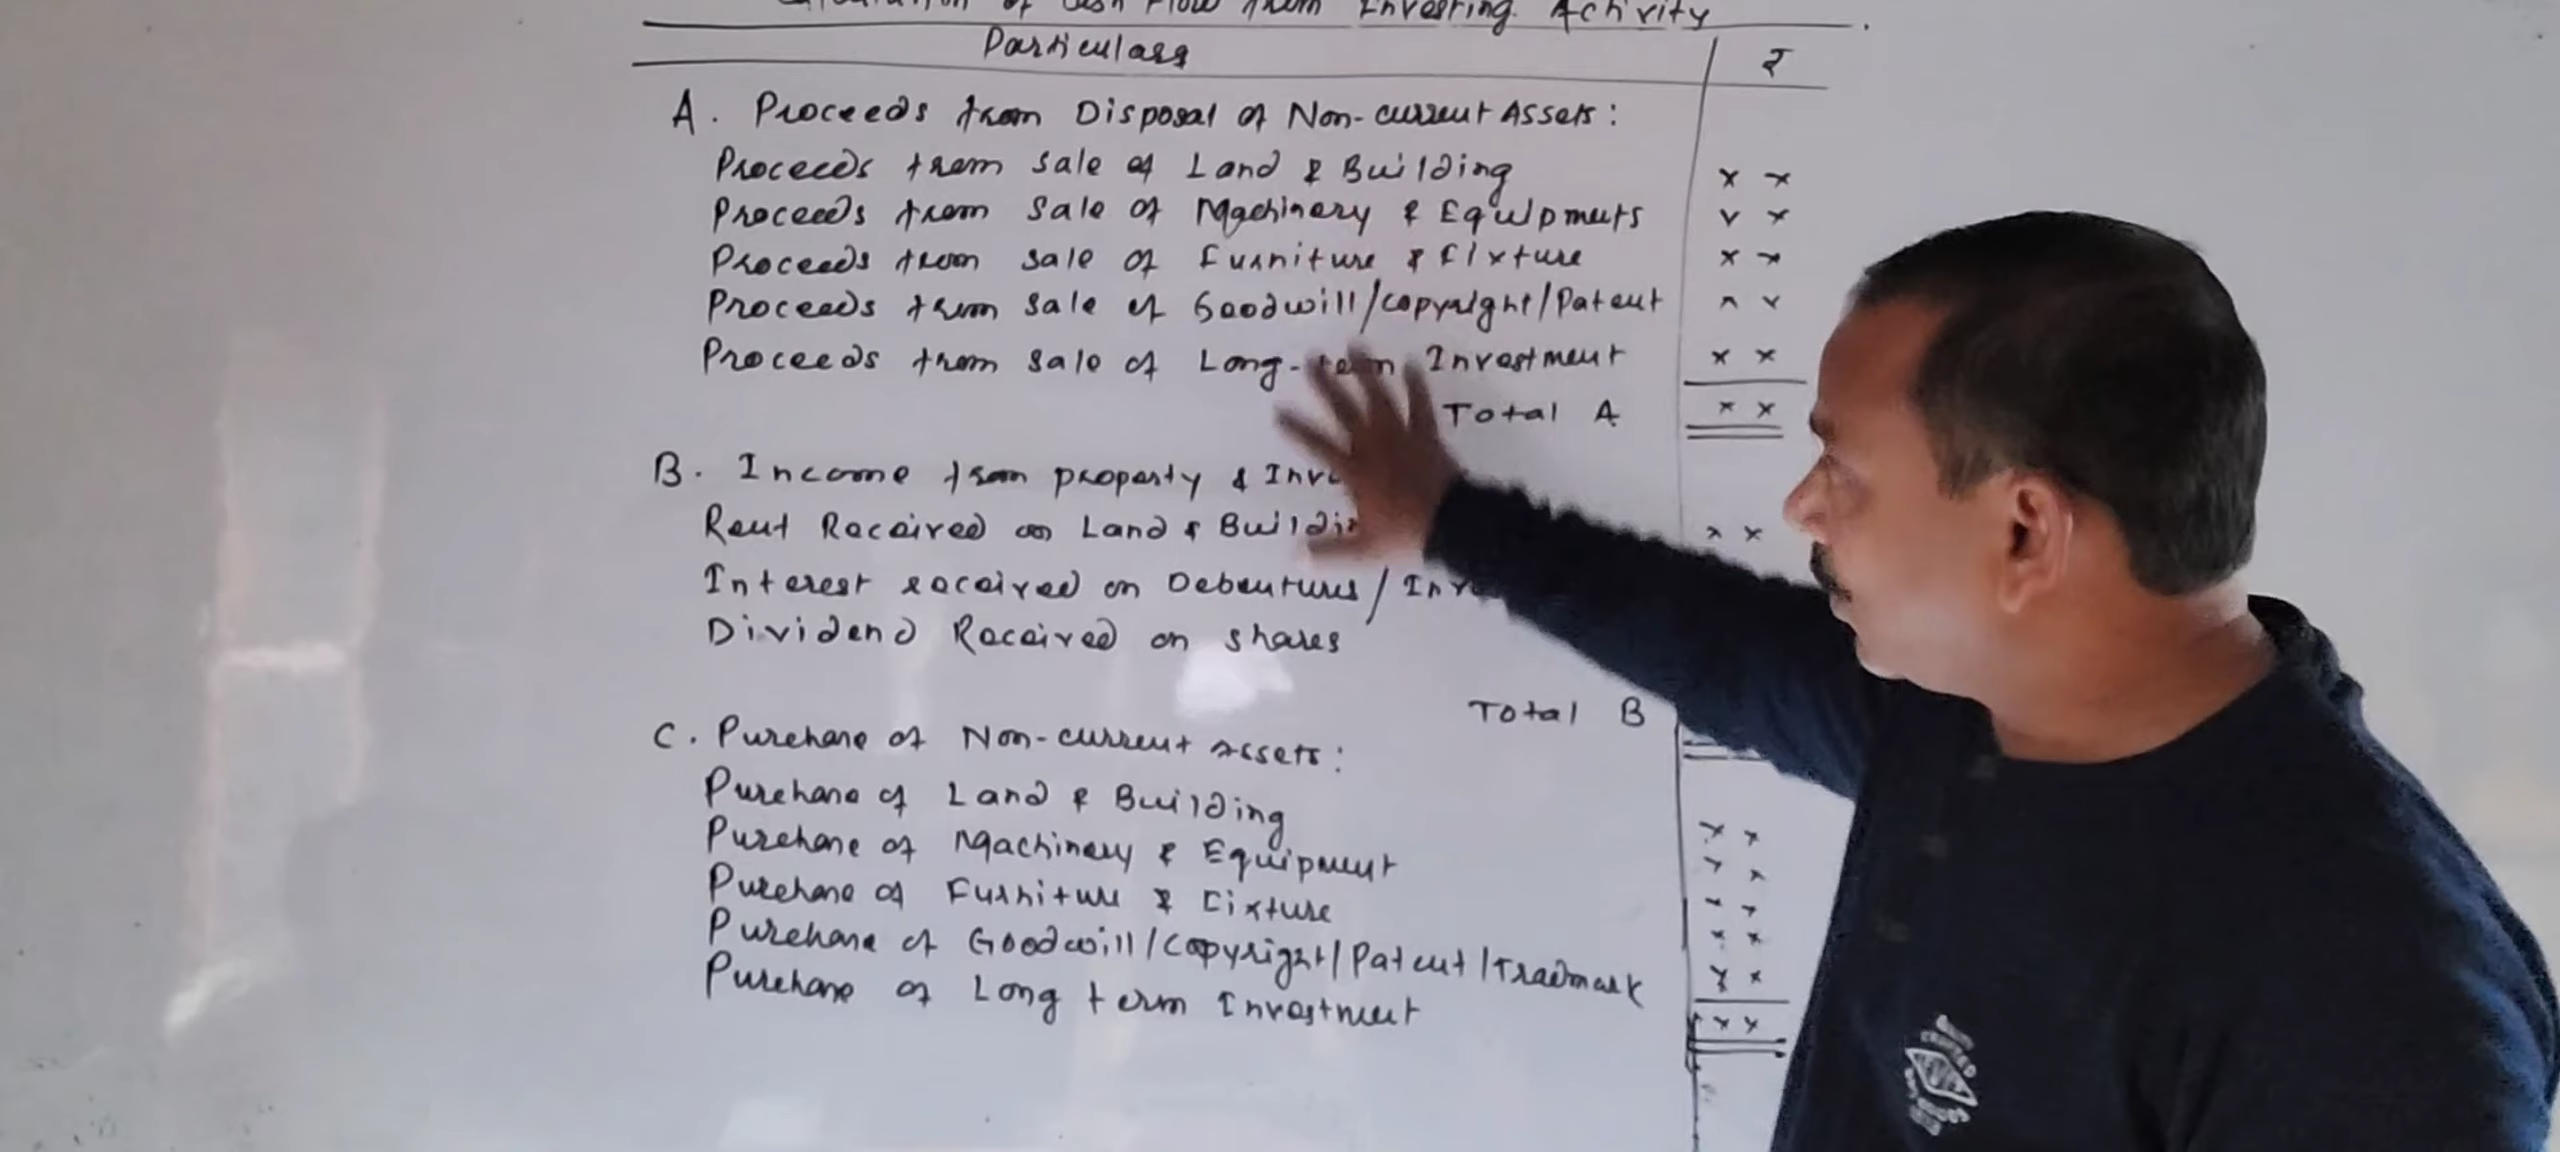 Calculation of Cash Flow from Investing Activity
Particulars ₹
A. Proceeds from Disposal of Non-current Assets:
Proceeds from sale of Land & Building x x
Proceeds from sale of Machinery & Equipments x x
Proceeds from sale of Furniture & Fixture x x
Proceeds from sale of Goodwill/Copyright/Patent x x
Proceeds from sale of Long-term Investment x x
Total A x x
B. Income from property &
Rent Received on Land & x x
Interest received on Debentures/
Dividend Received on shares
Total B
C. Purchase of Non-current Assets:
Purchase of Land & Building x x
Purchase of Machinery & Equipment x x
Purchase of Furniture & Fixture x x
Purchase of Goodwill/Copyright/Patent/Tradmark x x
Purchase of Long term Investment x x
x x